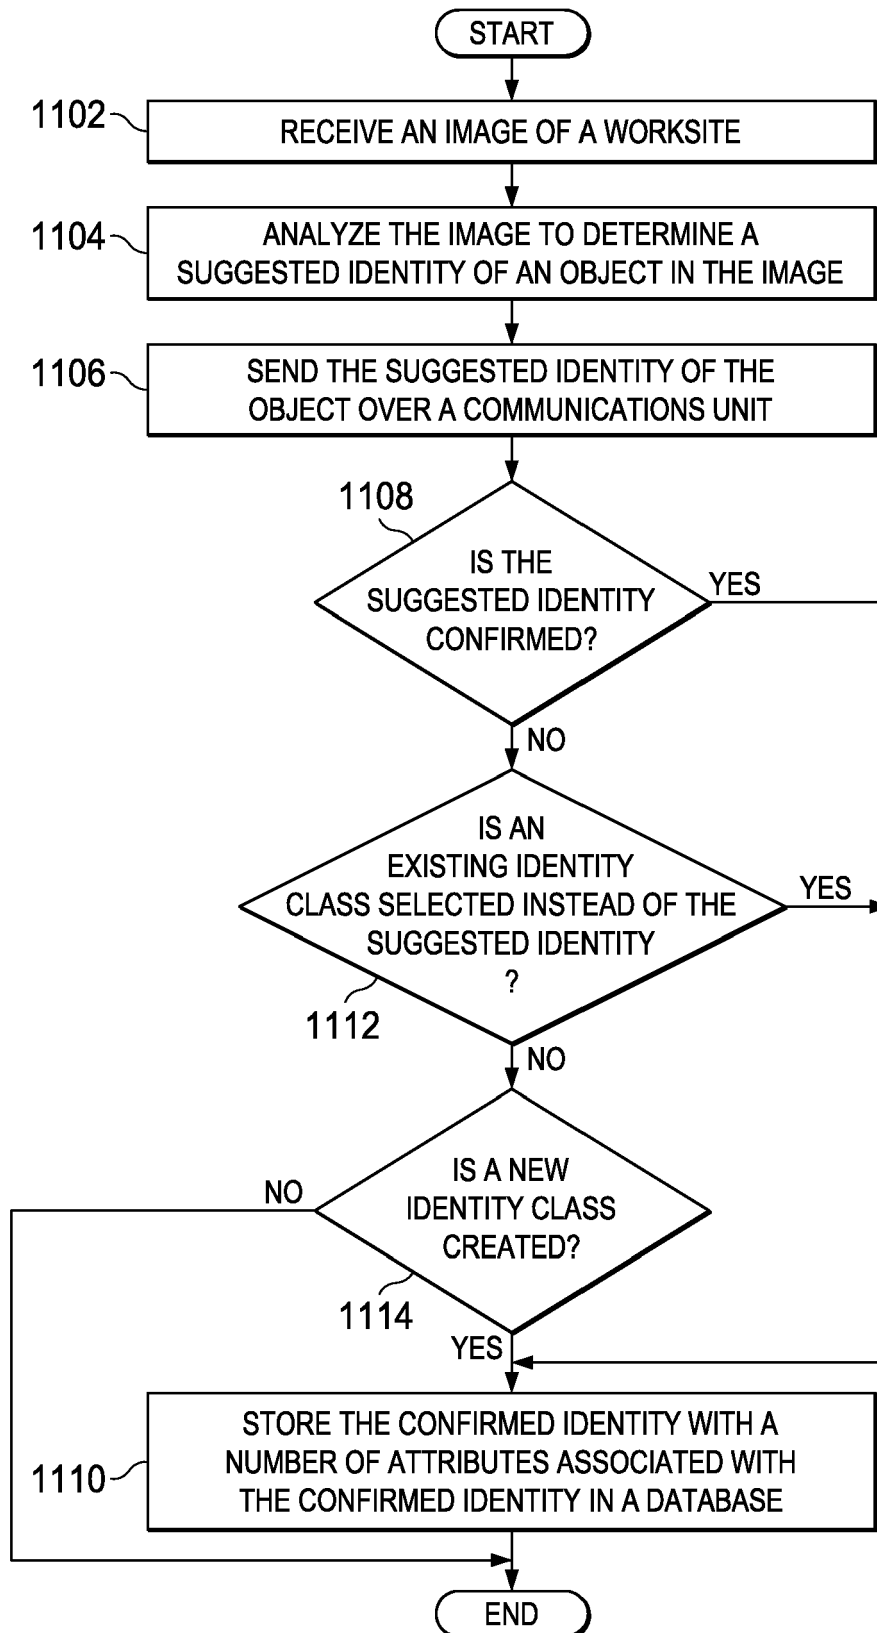 START
1102
RECEIVE AN IMAGE OF A WORKSITE
1104
ANALYZE THE IMAGE TO DETERMINE A
SUGGESTED IDENTITY OF AN OBJECT IN THE IMAGE
1106
SEND THE SUGGESTED IDENTITY OF THE
OBJECT OVER A COMMUNICATIONS UNIT
1108
IS THE
SUGGESTED IDENTITY
CONFIRMED?
YES
NO
IS AN
EXISTING IDENTITY
CLASS SELECTED INSTEAD OF THE
SUGGESTED IDENTITY
?
YES
1112
NO
IS A NEW
IDENTITY CLASS
CREATED?
NO
1114
YES
STORE THE CONFIRMED IDENTITY WITH A
NUMBER OF ATTRIBUTES ASSOCIATED WITH
THE CONFIRMED IDENTITY IN A DATABASE
1110
END